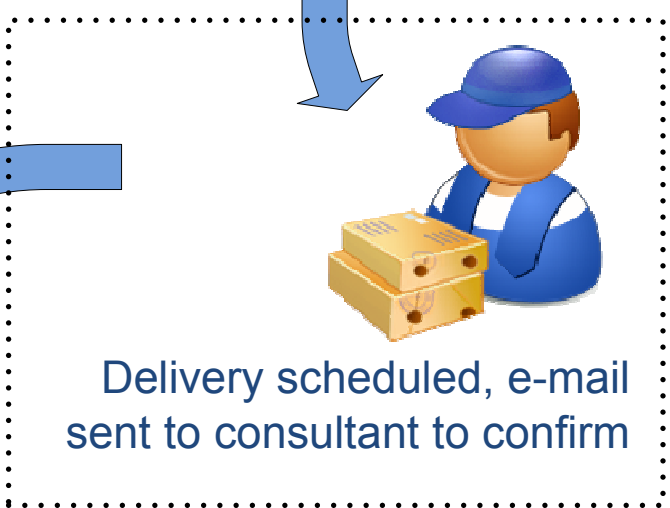 Delivery scheduled, e-mail
sent to consultant to confirm